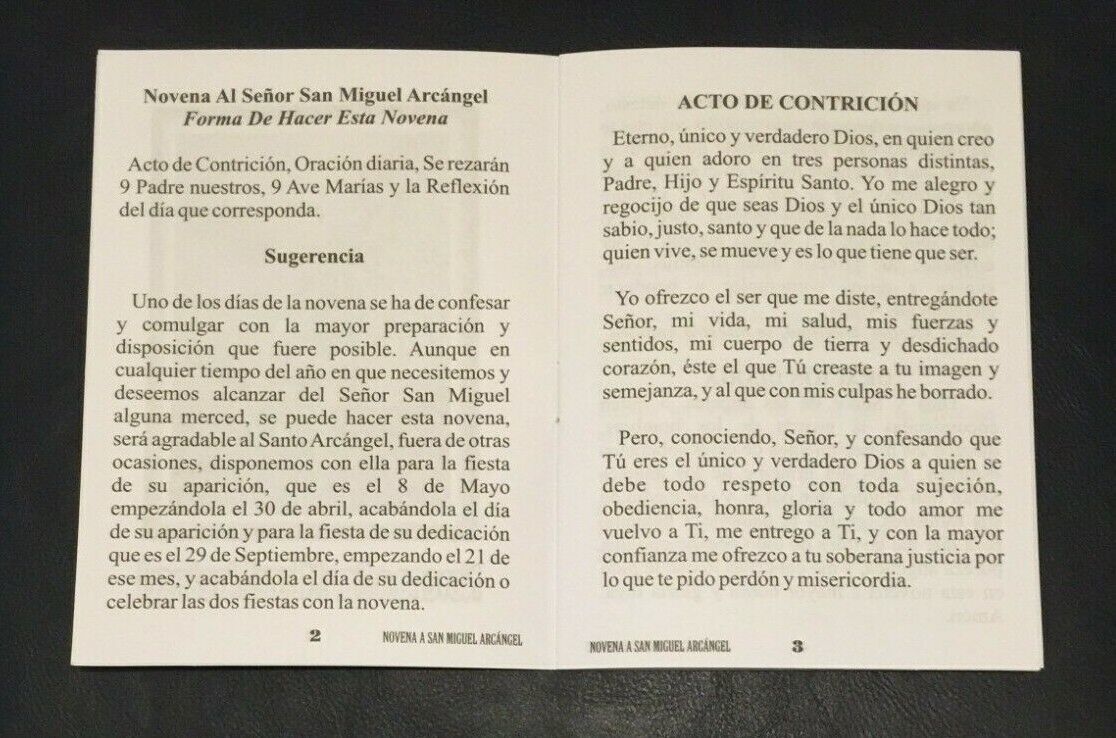 Novena Al Señor San Miguel Arcángel
Forma De Hacer Esta Novena
Acto de Contrición, Oración diaria, Se rezarán
9 Padre nuestros, 9 Ave Marías y la Reflexión
del día que corresponda.
Sugerencia
Uno de los días de la novena se ha de confesar
y comulgar con la mayor preparación y
disposición que fuere posible. Aunque en
cualquier tiempo del año en que necesitemos y
deseemos alcanzar del Señor San Miguel
alguna merced, se puede hacer esta novena,
será agradable al Santo Arcángel, fuera de otras
ocasiones, disponemos con ella para la fiesta
de su aparición, que es el 8 de Mayo
empezándola el 30 de abril, acabándola el día
de su aparición y para la fiesta de su dedicación
que es el 29 de Septiembre, empezando el 21 de
ese mes, y acabándola el día de su dedicación o
celebrar las dos fiestas con la novena.
2 NOVENA A SAN MIGUEL ARCÁNGEL
ACTO DE CONTRICIÓN
Eterno, único y verdadero Dios, en quien creo
y a quien adoro en tres personas distintas,
Padre, Hijo y Espíritu Santo. Yo me alegro y
regocijo de que seas Dios y el único Dios tan
sabio, justo, santo y que de la nada lo hace todo;
quien vive, se mueve y es lo que tiene que ser.
Yo ofrezco el ser que me diste, entregándote
Señor, mi vida, mi salud, mis fuerzas y
sentidos, mi cuerpo de tierra y desdichado
corazón, éste el que Tú creaste a tu imagen y
semejanza, y al que con mis culpas he borrado.
Pero, conociendo, Señor, y confesando que
Tú eres el único y verdadero Dios a quien se
debe todo respeto con toda sujeción,
obediencia, honra, gloria y todo amor me
vuelvo a Ti, me entrego a Ti, y con la mayor
confianza me ofrezco a tu soberana justicia por
lo que te pido perdón y misericordia.
NOVENA A SAN MIGUEL ARCÁNGEL 3